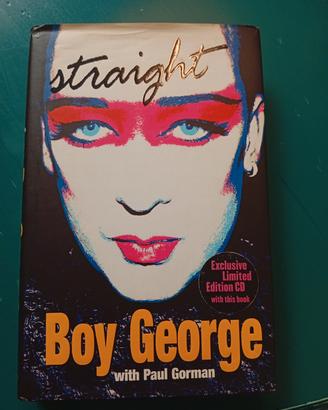 straight
Exclusive
Limited
Edition CD
with this book
Boy George
with Paul Gorman